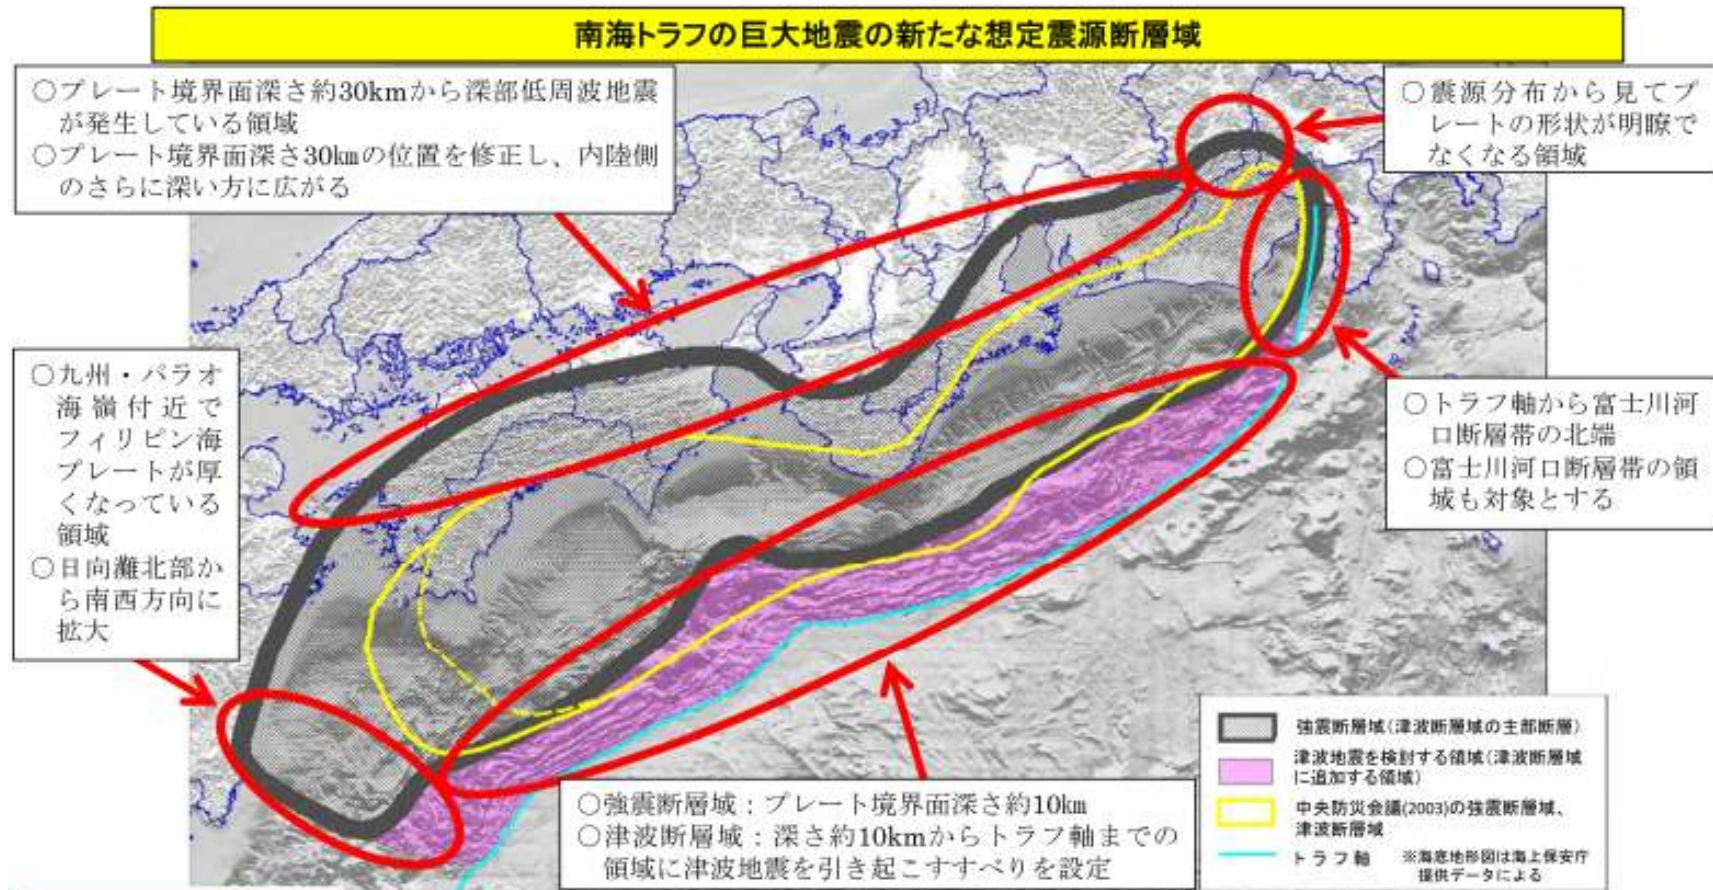 南海トラフの巨大地震の新たな想定震源断層域
○プレート境界面深さ約30kmから深部低周波地震
が発生している領域
○プレート境界面深さ30㎞の位置を修正し、内陸側
のさらに深い方に広がる
○震源分布から見てプ
レートの形状が明瞭で
なくなる領域
○九州・パラオ
海嶺付近で
フィリピン海
プレートが厚
くなっている
領域
○日向灘北部か
ら南西方向に
拡大
○トラフ軸から富士川河
口断層帯の北端
○富士川河口断層帯の領
域も対象とする
○強震断層域：プレート境界面深さ約10㎞
○津波断層域：深さ約10kmからトラフ軸までの
領域に津波地震を引き起こすすべりを設定
強震断層域(津波断層域の主部断層)
津波地震を検討する領域(津波断層域
に追加する領域)
中央防災会議(2003)の強震断層域、
津波断層域
トラフ軸 ※海底地形図は海上保安庁
提供データによる